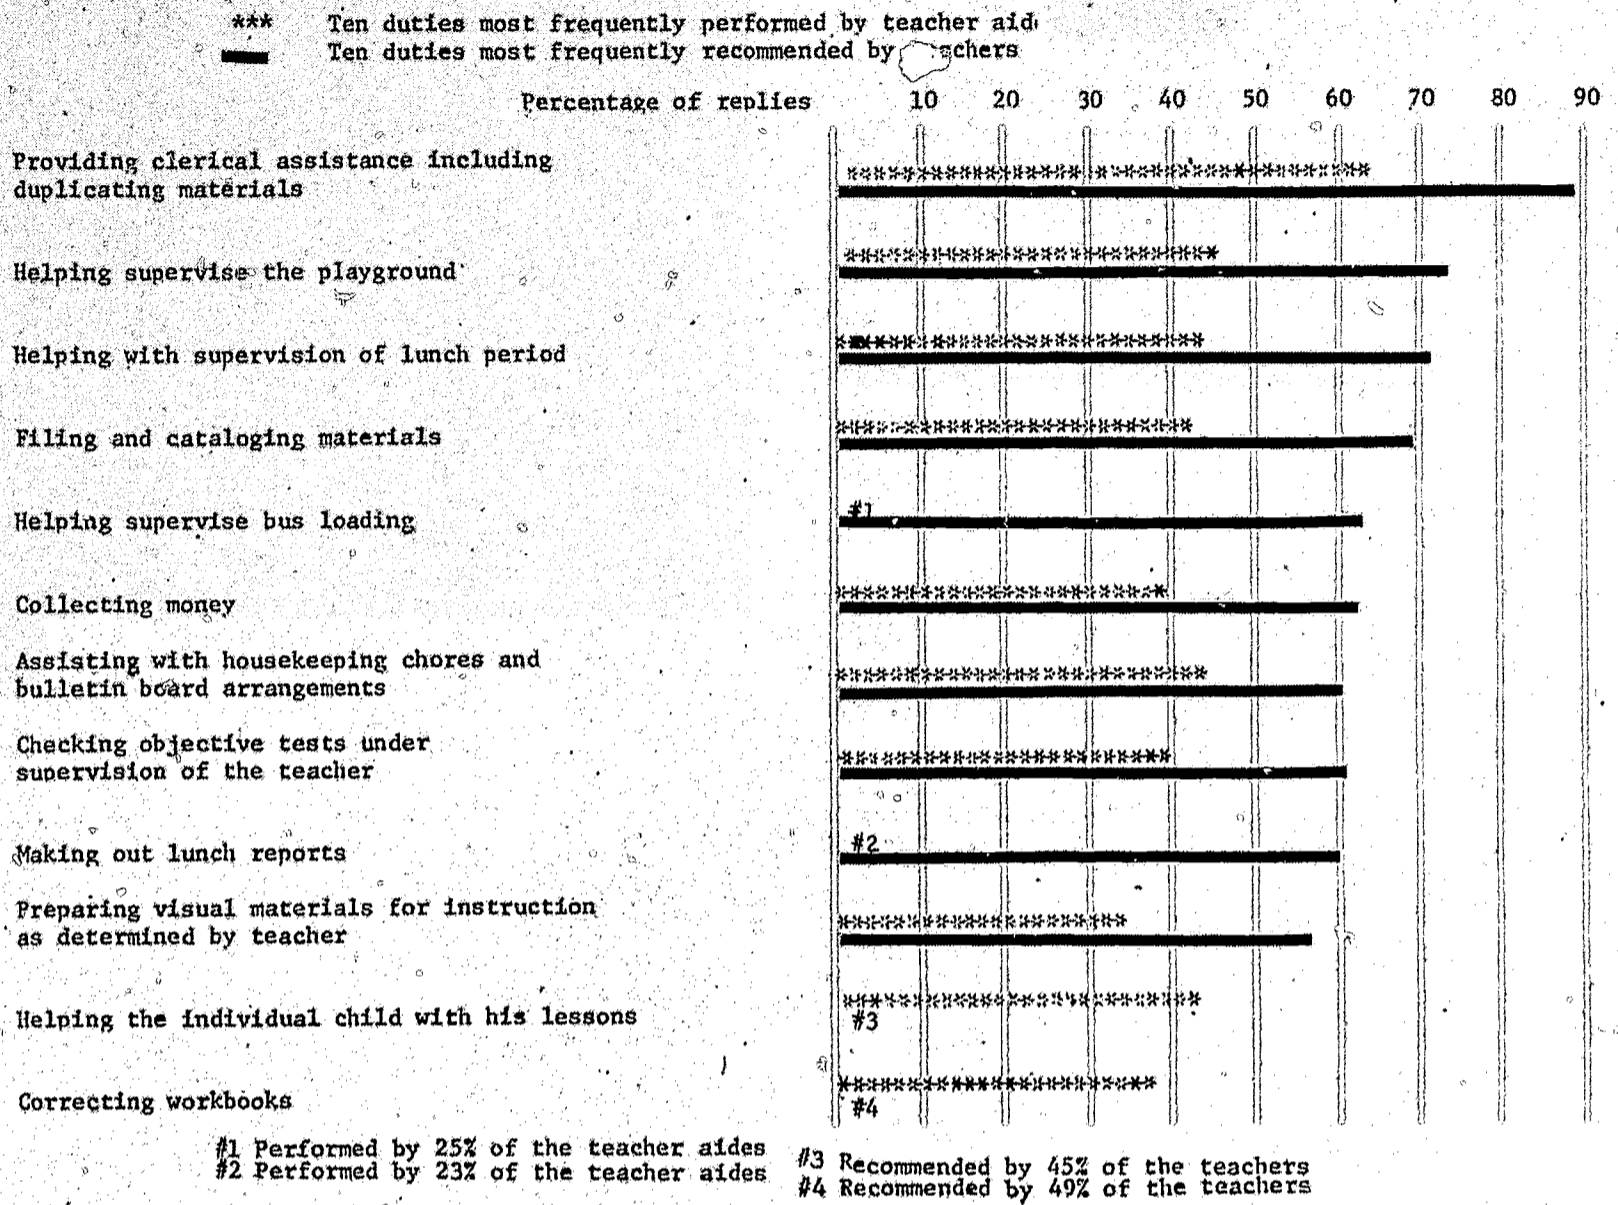 *** Ten duties most frequently performed by teacher
Ten duties most frequently recommended by
Percentage of replies 10 20 30 40 50 60 70 80 90
Providing clerical assistance including
duplicating materials
Helping supervise the playground
Helping with supervision of lunch period
Filing and cataloging materials
#1
Helping supervise bus loading
Collecting money
Assisting with housekeeping chores and
bulletin board arrangements
Checking objective tests under
supervision of the teacher
#2
Making out lunch reports
Preparing visual materials for instruction
as determined by teacher
Helping the individual child with his lessons
#3
Correcting workbooks
#4
#1 Performed by 25% of the teacher aides
#2 Performed by 23% of the teacher aides
#3 Recommended by 45% of the teachers
#4 Recommended by 49% of the teachers